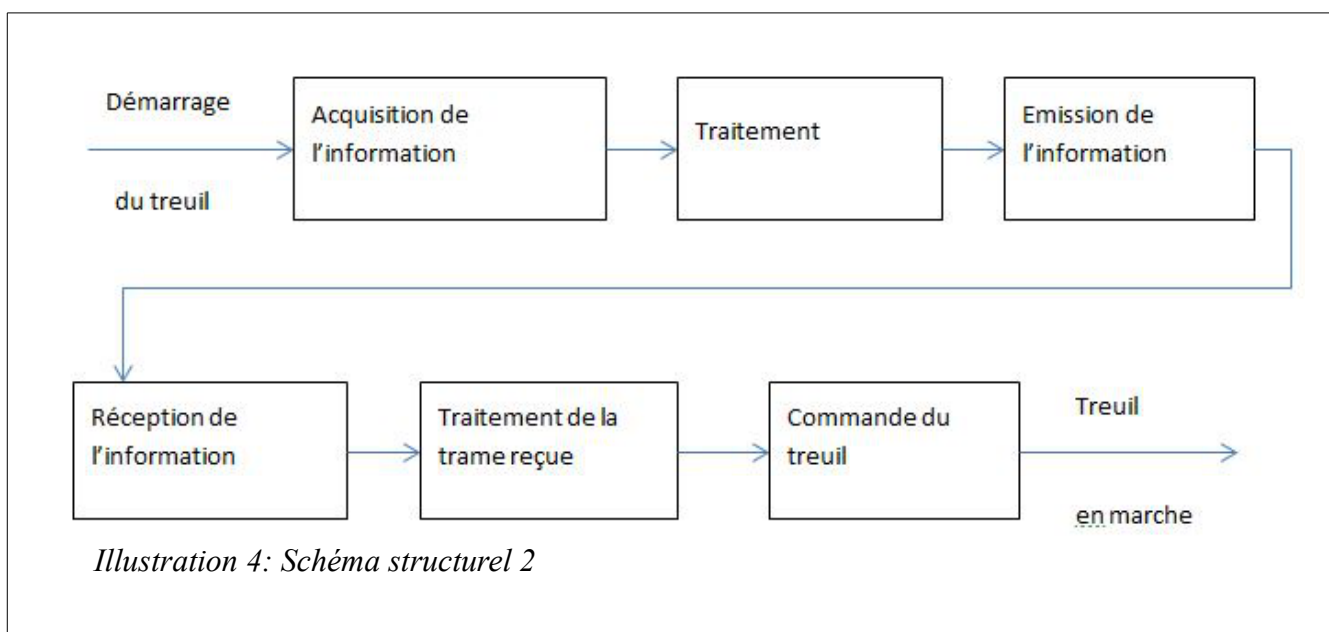 Démarrage
du treuil
Acquisition de
l'information
Traitement
Emission de
l'information
Réception de
l'information
Traitement de la
trame reçue
Commande du
treuil
Treuil
en marche
Illustration 4: Schéma structurel 2